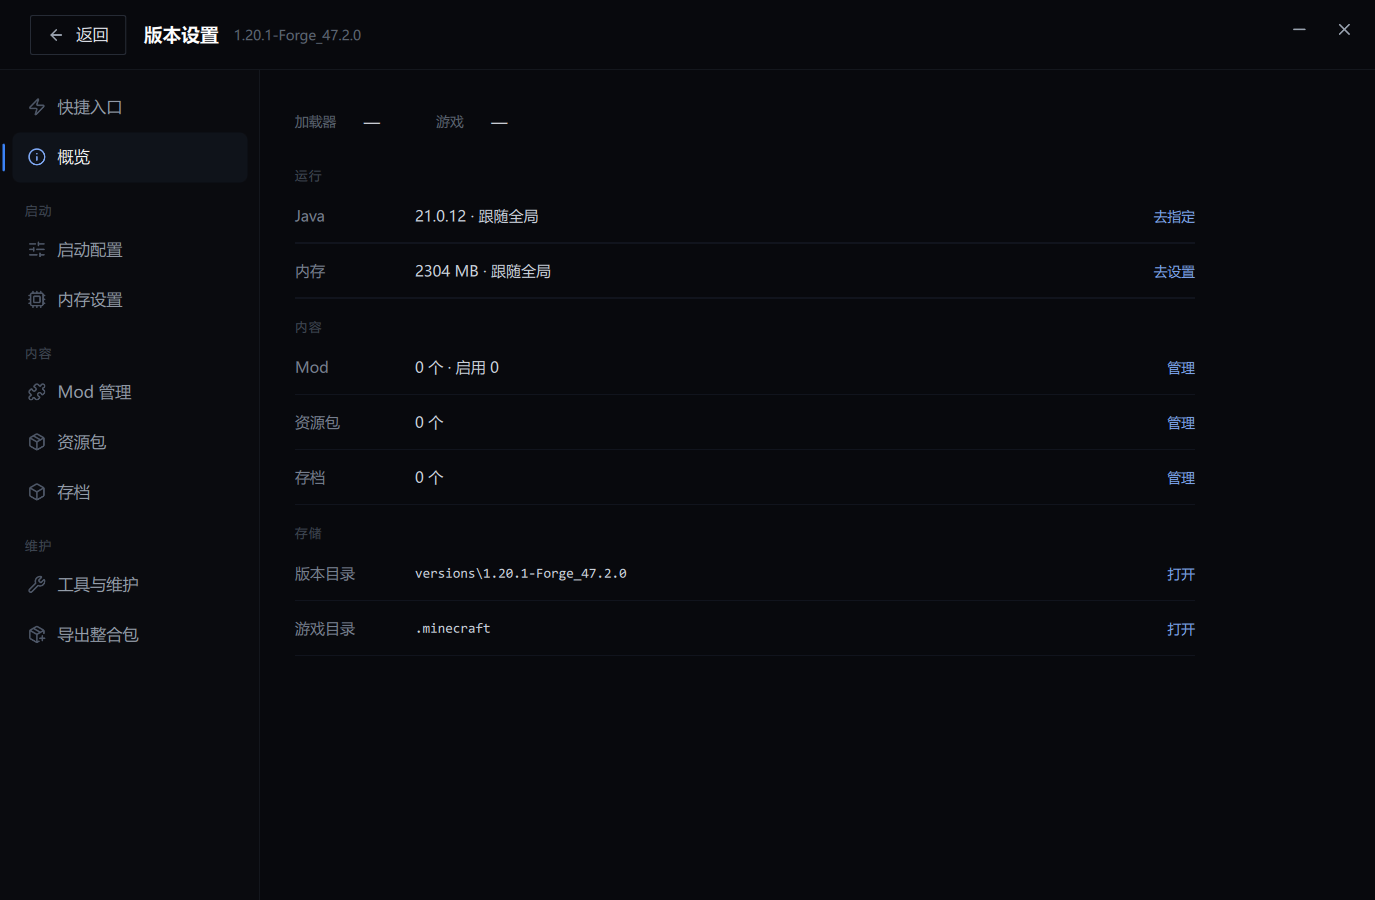 返回 版本设置 1.20.1-Forge_47.2.0
快捷入口
概览
启动
启动配置
内存设置
内容
Mod 管理
资源包
存档
维护
工具与维护
导出整合包
加载器 — 游戏 —
运行
Java 21.0.12 · 跟随全局 去指定
内存 2304 MB · 跟随全局 去设置
内容
Mod 0 个 · 启用 0 管理
资源包 0 个 管理
存档 0 个 管理
存储
版本目录 versions\1.20.1-Forge_47.2.0 打开
游戏目录 .minecraft 打开